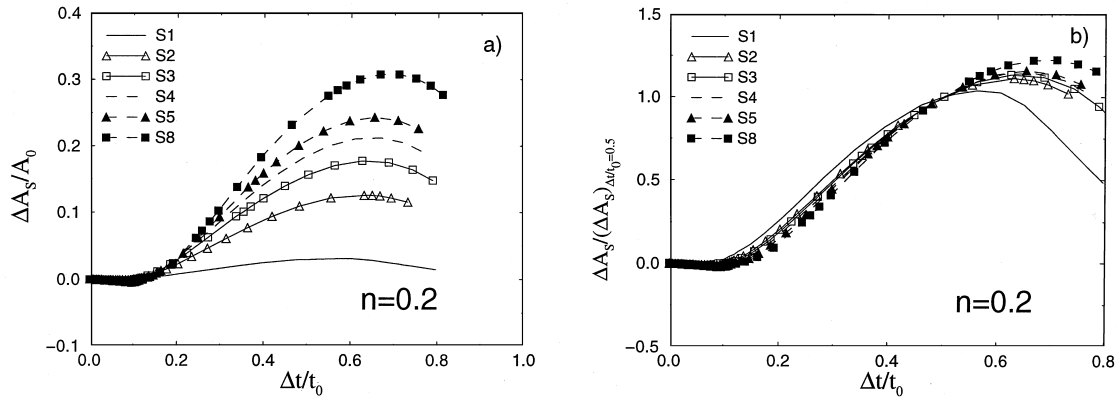 a)
S1
S2
S3
S4
S5
S8
0.4
0.3
0.2
0.1
0.0
−0.1
ΔA_S/A_0
n=0.2
0.0 0.2 0.4 0.6 0.8 1.0
Δt/t_0
b)
S1
S2
S3
S4
S5
S8
1.5
1.0
0.5
0.0
−0.5
ΔA_S/(ΔA_S)_{Δt/t_0=0.5}
n=0.2
0.0 0.2 0.4 0.6 0.8
Δt/t_0